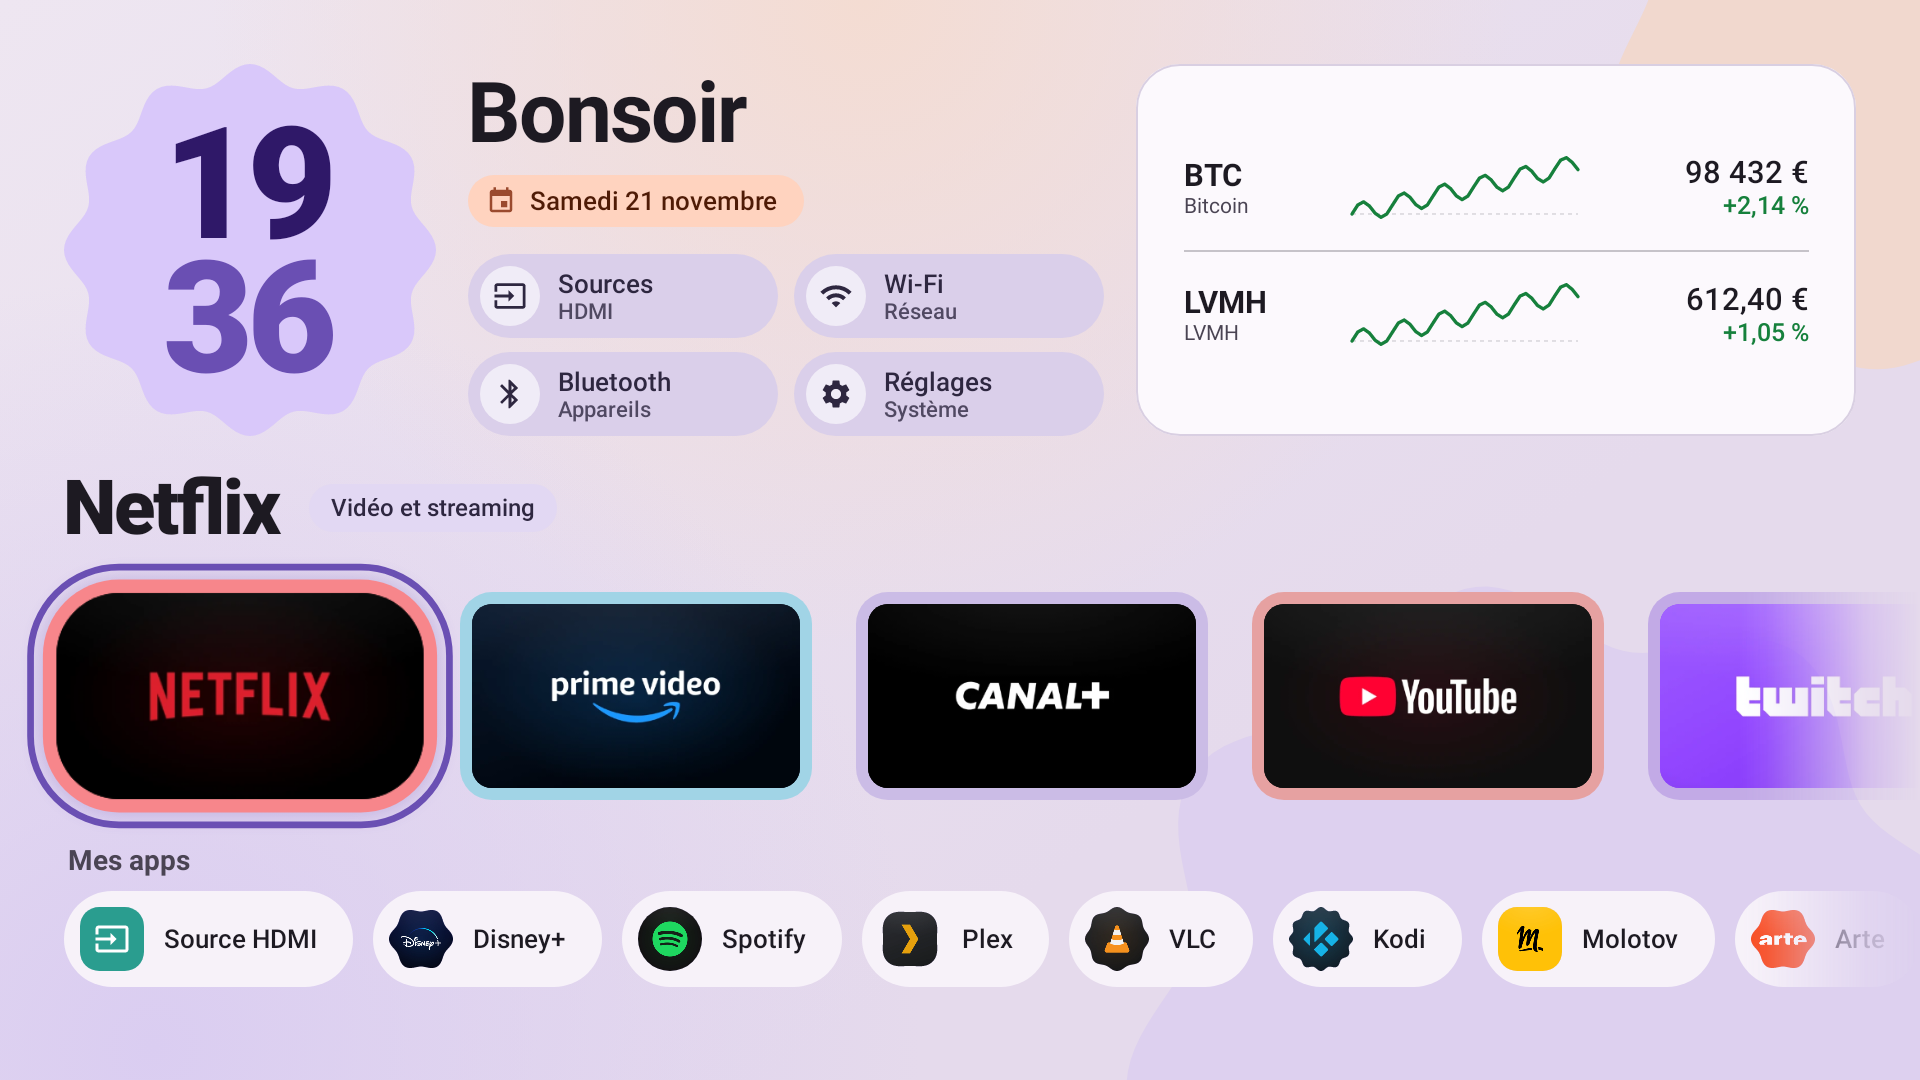 19
36
Bonsoir
Samedi 21 novembre
Sources
HDMI
Wi-Fi
Réseau
Bluetooth
Appareils
Réglages
Système
BTC
Bitcoin
98 432 €
+2,14 %
LVMH
LVMH
612,40 €
+1,05 %
Netflix
Vidéo et streaming
NETFLIX
prime video
CANAL+
YouTube
twitch
Mes apps
Source HDMI
Disney+
Disney+
Spotify
Plex
VLC
Kodi
M.
Molotov
arte
Arte